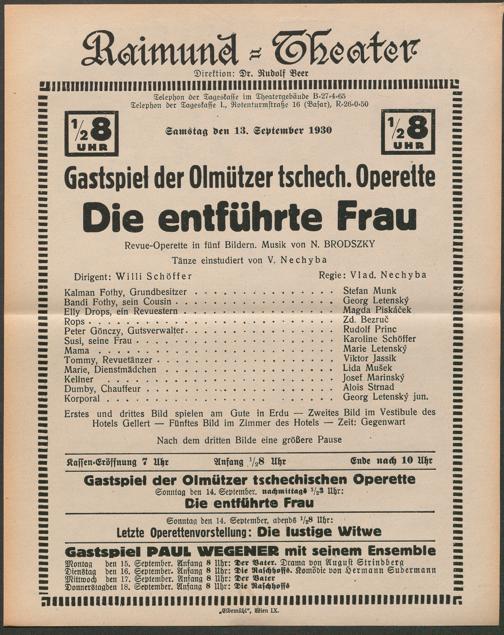 Raimund=Theater
Direktion: Dr. Rudolf Beer
Telephon der Tageskasse im Theatergebäude B-27-4-65
Telephon der Tageskasse I., Rotenturmstraße 16 (Basar), R-26-0-50
1/2 8 UHR
Samstag den 13. September 1930
1/2 8 UHR
Gastspiel der Olmützer tschech. Operette
Die entführte Frau
Revue-Operette in fünf Bildern. Musik von N. BRODSZKY
Tänze einstudiert von V. Nechyba
Dirigent: Willi Schöffer Regie: Vlad. Nechyba
Kalman Fothy, Grundbesitzer . . . . . . . . . . . . . Stefan Munk
Bandi Fothy, sein Cousin . . . . . . . . . . . . . Georg Letenský
Elly Drops, ein Revuestern . . . . . . . . . . . . . Magda Piskáček
Rops . . . . . . . . . . . . . Zd. Bezruč
Peter Gönczy, Gutsverwalter . . . . . . . . . . . . . Rudolf Princ
Susi, seine Frau . . . . . . . . . . . . . Karoline Schöffer
Mama . . . . . . . . . . . . . Marie Letenský
Tommy, Revuetänzer . . . . . . . . . . . . . Viktor Jassik
Marie, Dienstmädchen . . . . . . . . . . . . . Lida Mušek
Kellner . . . . . . . . . . . . . Josef Marinský
Dumby, Chauffeur . . . . . . . . . . . . . Alois Strnad
Korporal . . . . . . . . . . . . . Georg Letenský jun.
Erstes und drittes Bild spielen am Gute in Erdu — Zweites Bild im Vestibule des
Hotels Gellert — Fünftes Bild im Zimmer des Hotels — Zeit: Gegenwart
Nach dem dritten Bilde eine größere Pause
Kassen-Eröffnung 7 Uhr Anfang 1/28 Uhr Ende nach 10 Uhr
Gastspiel der Olmützer tschechischen Operette
Sonntag den 14. September, nachmittags 1/23 Uhr:
Die entführte Frau
Sonntag den 14. September, abends 1/28 Uhr:
Letzte Operettenvorstellung: Die lustige Witwe
Gastspiel PAUL WEGENER mit seinem Ensemble
Montag den 15. September. Anfang 8 Uhr: Der Vater. Drama von August Strindberg
Dienstag den 16. September. Anfang 8 Uhr: Die Raschhoffs. Komödie von Hermann Sudermann
Mittwoch den 17. September. Anfang 8 Uhr: Der Vater
Donnerstag den 18. September. Anfang 8 Uhr: Die Raschhoffs
„Elbemühl", Wien IX.